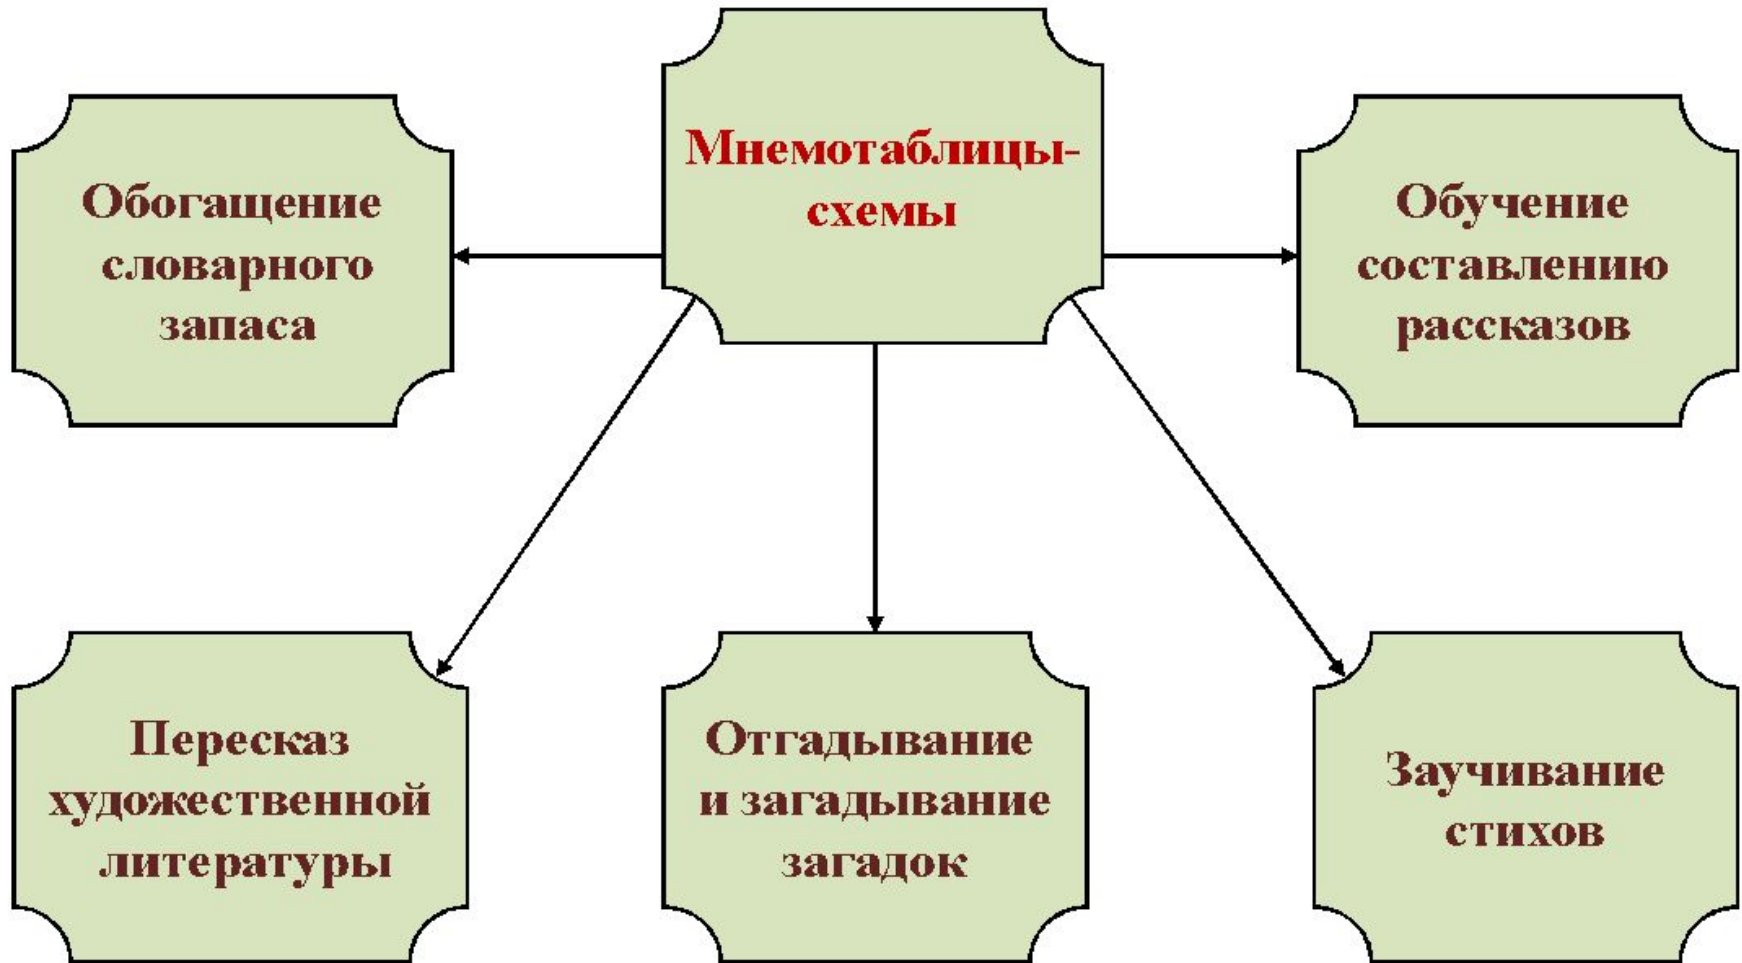 Мнемотаблицы-
схемы
Обогащение
словарного
запаса
Обучение
составлению
рассказов
Пересказ
художественной
литературы
Отгадывание
и загадывание
загадок
Заучивание
стихов